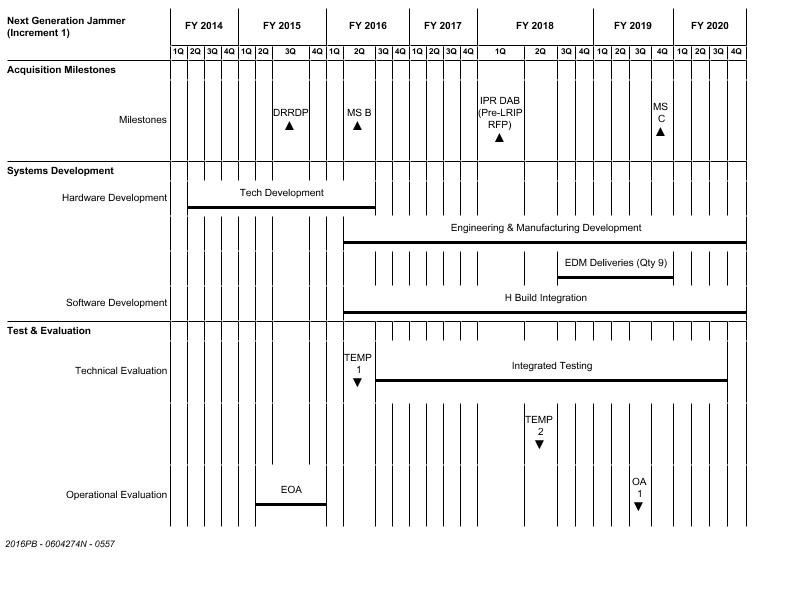 Next Generation Jammer
(Increment 1)
FY 2014 FY 2015 FY 2016 FY 2017 FY 2018 FY 2019 FY 2020
1Q 2Q 3Q 4Q 1Q 2Q 3Q 4Q 1Q 2Q 3Q 4Q 1Q 2Q 3Q 4Q 1Q 2Q 3Q 4Q 1Q 2Q 3Q 4Q 1Q 2Q 3Q 4Q
Acquisition Milestones
Milestones
DRRDP
MS B
IPR DAB
(Pre-LRIP
RFP)
MS
C
Systems Development
Hardware Development
Tech Development
Engineering & Manufacturing Development
EDM Deliveries (Qty 9)
Software Development
H Build Integration
Test & Evaluation
Technical Evaluation
TEMP
1
Integrated Testing
TEMP
2
Operational Evaluation
EOA
OA
1
2016PB - 0604274N - 0557